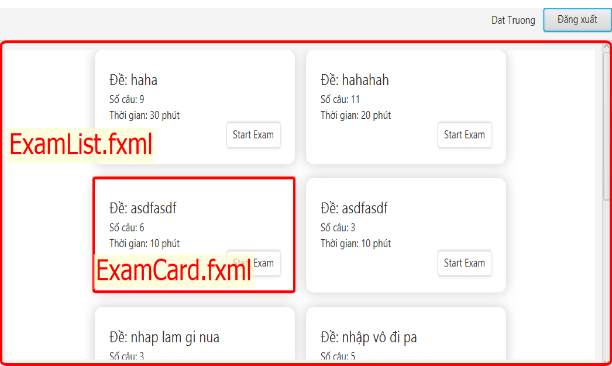 Dat Truong
Đăng xuất
Đề: haha
Số câu: 9
Thời gian: 30 phút
Start Exam
Đề: hahahah
Số câu: 11
Thời gian: 20 phút
Start Exam
ExamList.fxml
Đề: asdfasdf
Số câu: 6
Thời gian: 10 phút
Exam
ExamCard.fxml
Đề: asdfasdf
Số câu: 3
Thời gian: 10 phút
Start Exam
Đề: nhap lam gi nua
Số câu: 3
Đề: nhập vô đi pa
Số câu: 5